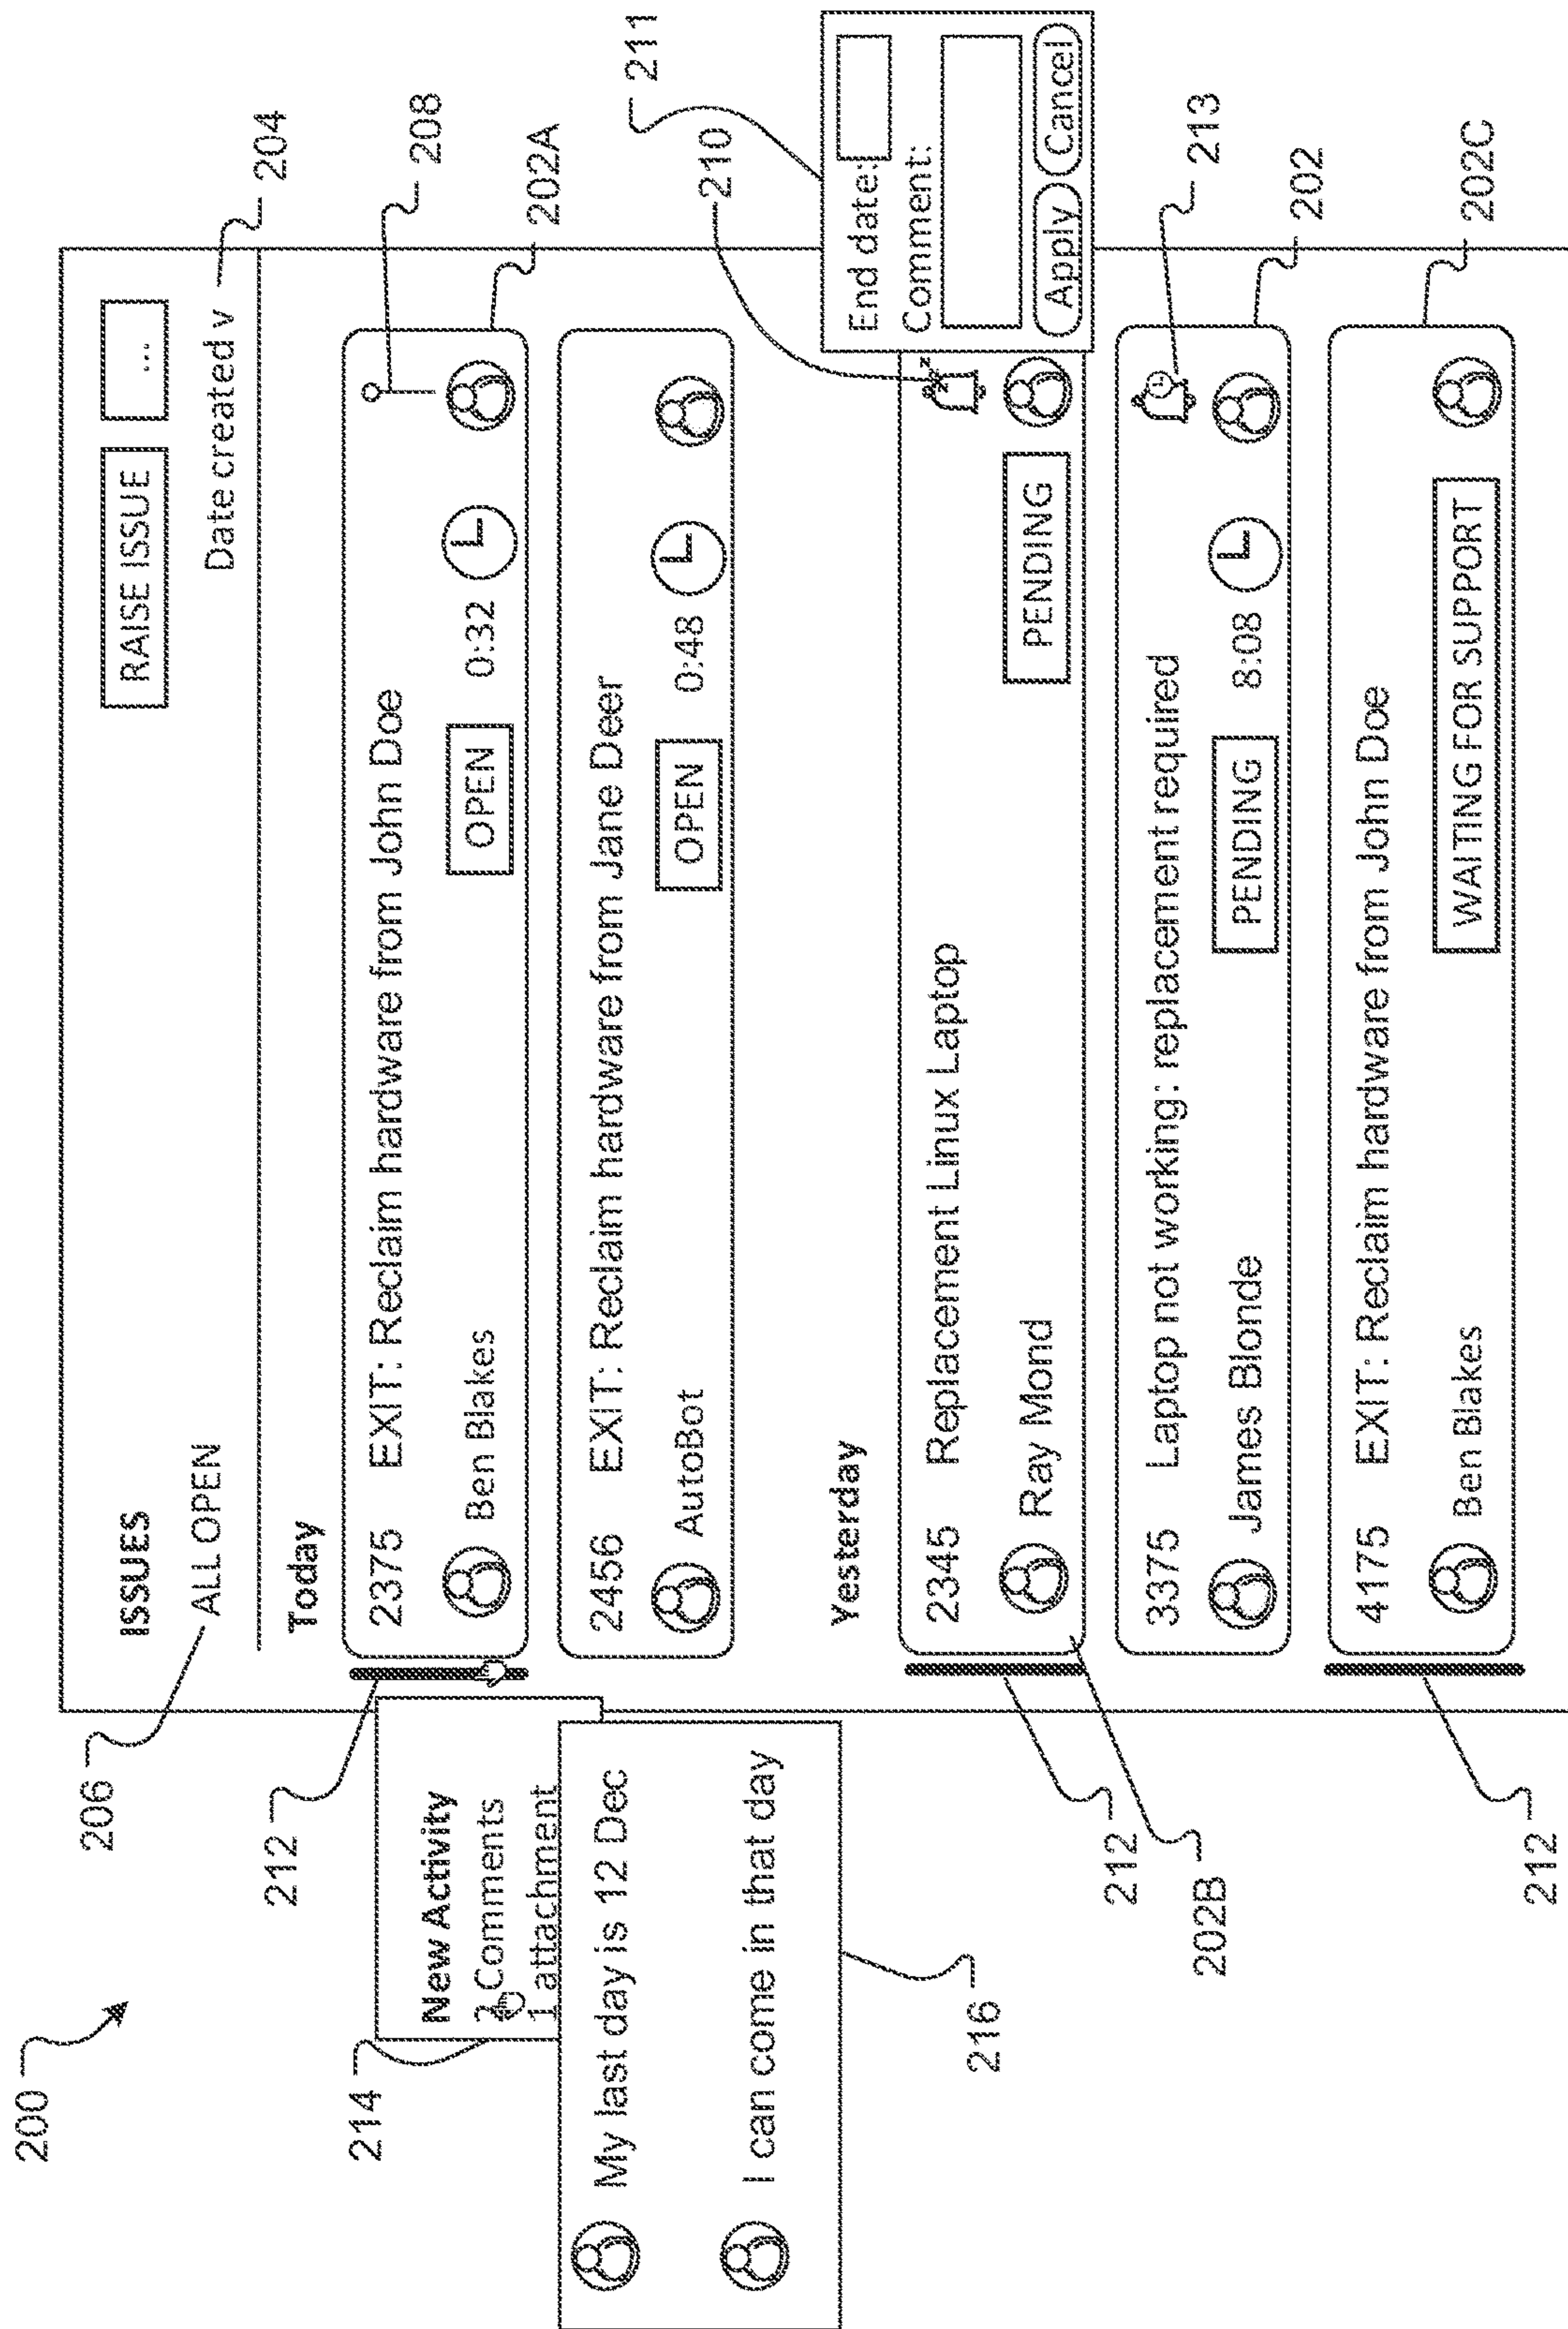 200
206
ISSUES
RAISE ISSUE
...
ALL OPEN
Date created v
204
212
Today
208
2375 EXIT: Reclaim hardware from John Doe
Ben Blakes
OPEN 0:32
202A
214
New Activity
2 Comments
1 attachment
2456 EXIT: Reclaim hardware from Jane Deer
AutoBot
OPEN 0:48
My last day is 12 Dec
I can come in that day
216
211
210
Yesterday
End date:
Comment:
Apply Cancel
2345 Replacement Linux Laptop
Ray Mond
PENDING
212
202B
213
3375 Laptop not working: replacement required
James Blonde
PENDING 8:08
202
4175 EXIT: Reclaim hardware from John Doe
Ben Blakes
WAITING FOR SUPPORT
202C
212